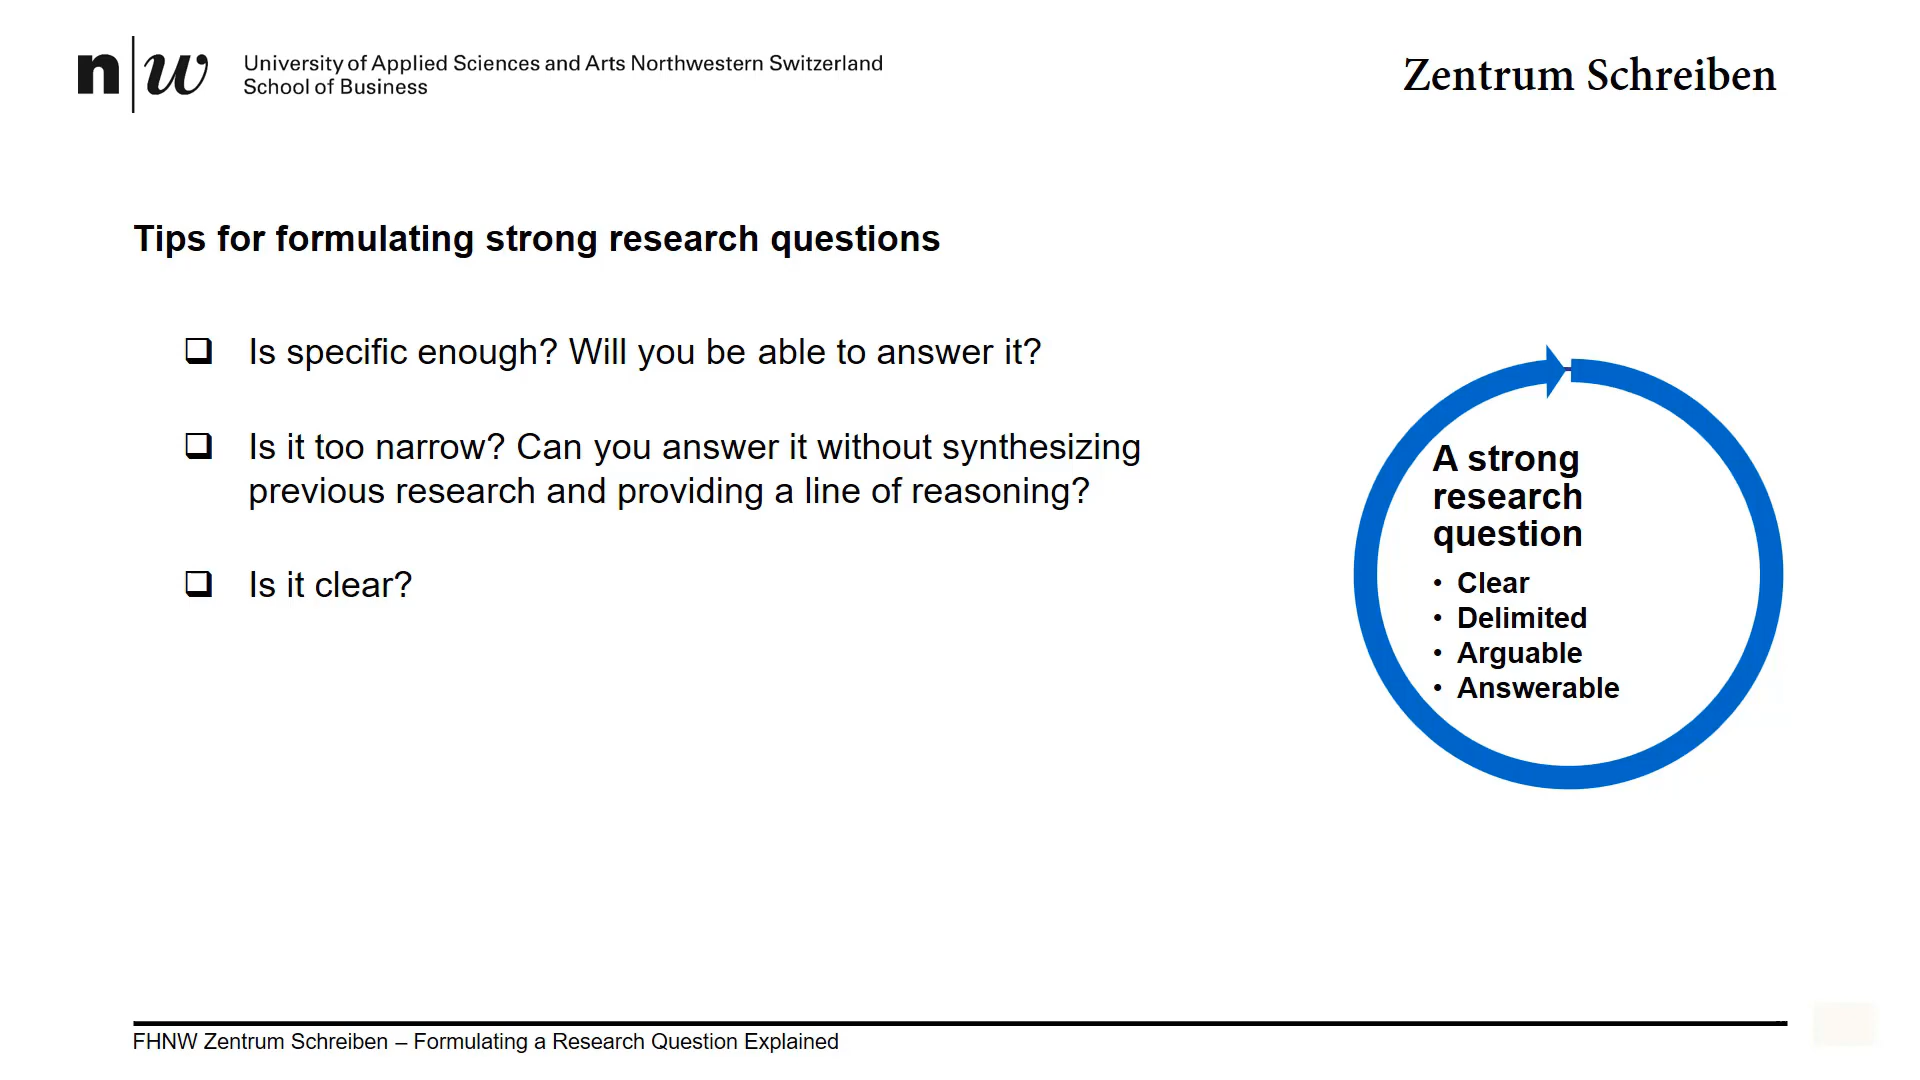 n|w
University of Applied Sciences and Arts Northwestern Switzerland
School of Business
Zentrum Schreiben
Tips for formulating strong research questions
Is specific enough? Will you be able to answer it?
Is it too narrow? Can you answer it without synthesizing
previous research and providing a line of reasoning?
Is it clear?
A strong
research
question
• Clear
• Delimited
• Arguable
• Answerable
FHNW Zentrum Schreiben – Formulating a Research Question Explained